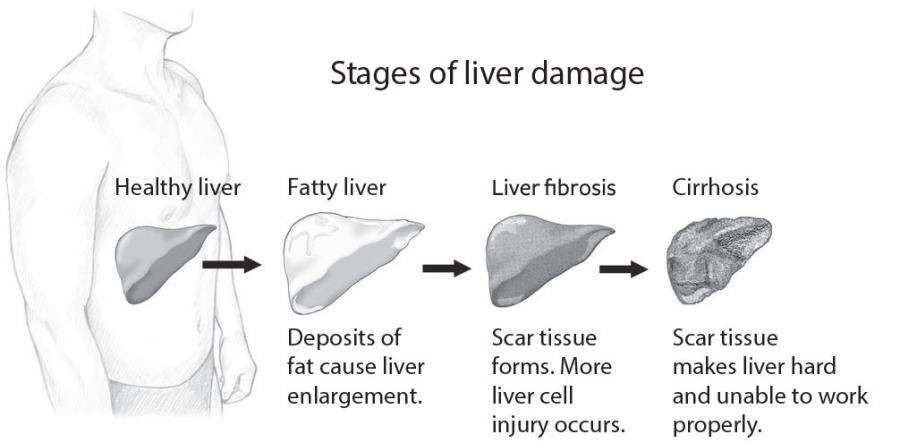 Stages of liver damage
Healthy liver
Fatty liver
Liver fibrosis
Cirrhosis
Deposits of
fat cause liver
enlargement.
Scar tissue
forms. More
liver cell
injury occurs.
Scar tissue
makes liver hard
and unable to work
properly.